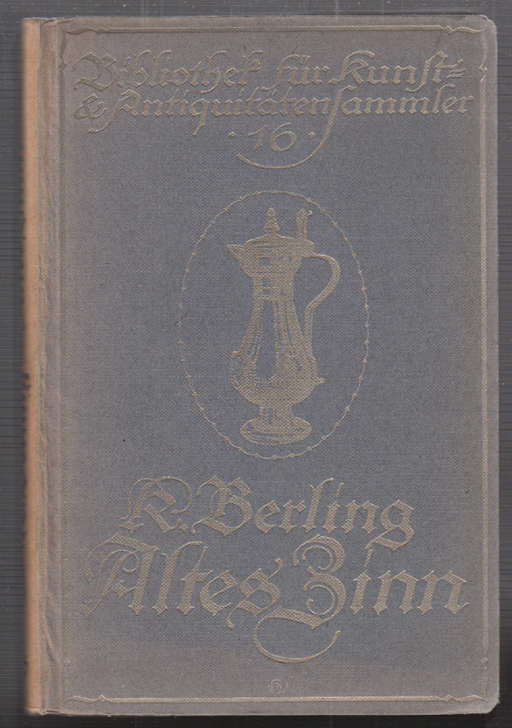 Bibliothek für Kunst-
& Antiquitätensammler
· 16 ·
K. Berling
Altes Zinn